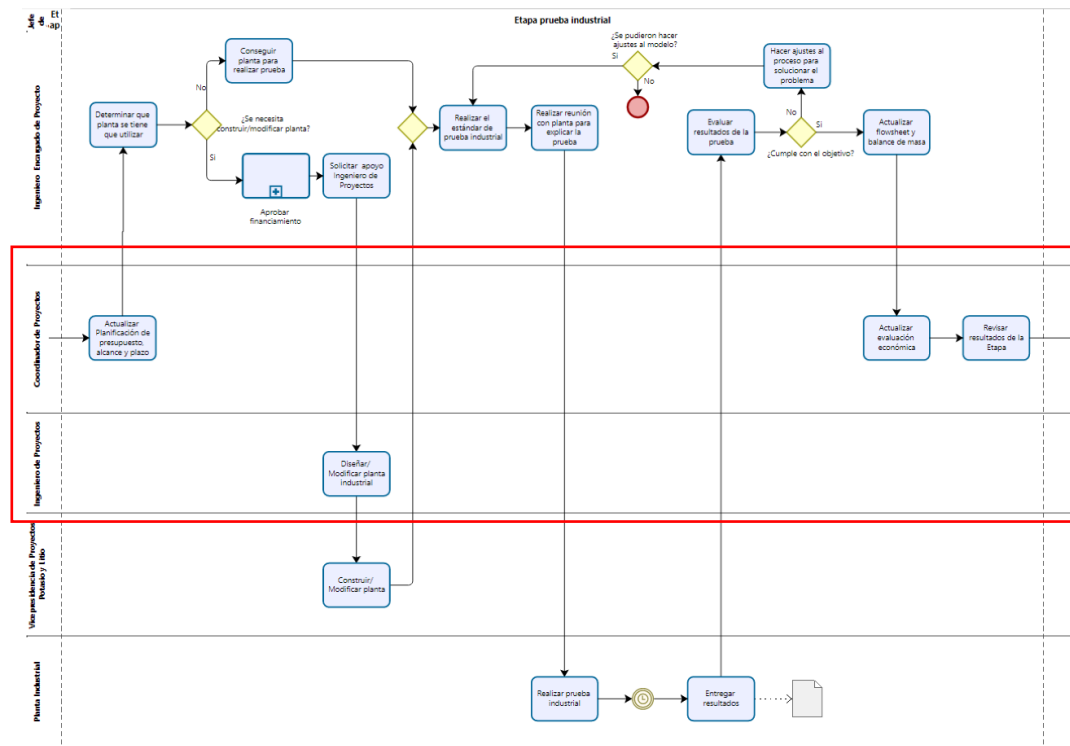 Jefe
de
Et
ap
Etapa prueba industrial
Ingeniero Encargado de Proyecto
Conseguir
planta para
realizar prueba
No
Determinar que
planta se tiene
que utilizar
¿Se necesita
construir/modificar planta?
Si
Aprobar
financiamiento
Solicitar apoyo
Ingeniero de
Proyectos
Realizar el
estándar de
prueba industrial
Realizar reunión
con planta para
explicar la
prueba
¿Se pudieron hacer
ajustes al modelo?
Si
No
Hacer ajustes al
proceso para
solucionar el
problema
Evaluar
resultados de la
prueba
No
Si
¿Cumple con el objetivo?
Actualizar
flowsheet y
balance de masa
Coordinador de Proyectos
Actualizar
Planificación de
presupuesto,
alcance y plazo
Actualizar
evaluación
económica
Revisar
resultados de la
Etapa
Ingeniero de Proyectos
Diseñar/
Modificar planta
industrial
Vicepresidencia de Proyectos
Potasio y Litio
Construir/
Modificar planta
Planta Industrial
Realizar prueba
industrial
Entregar
resultados